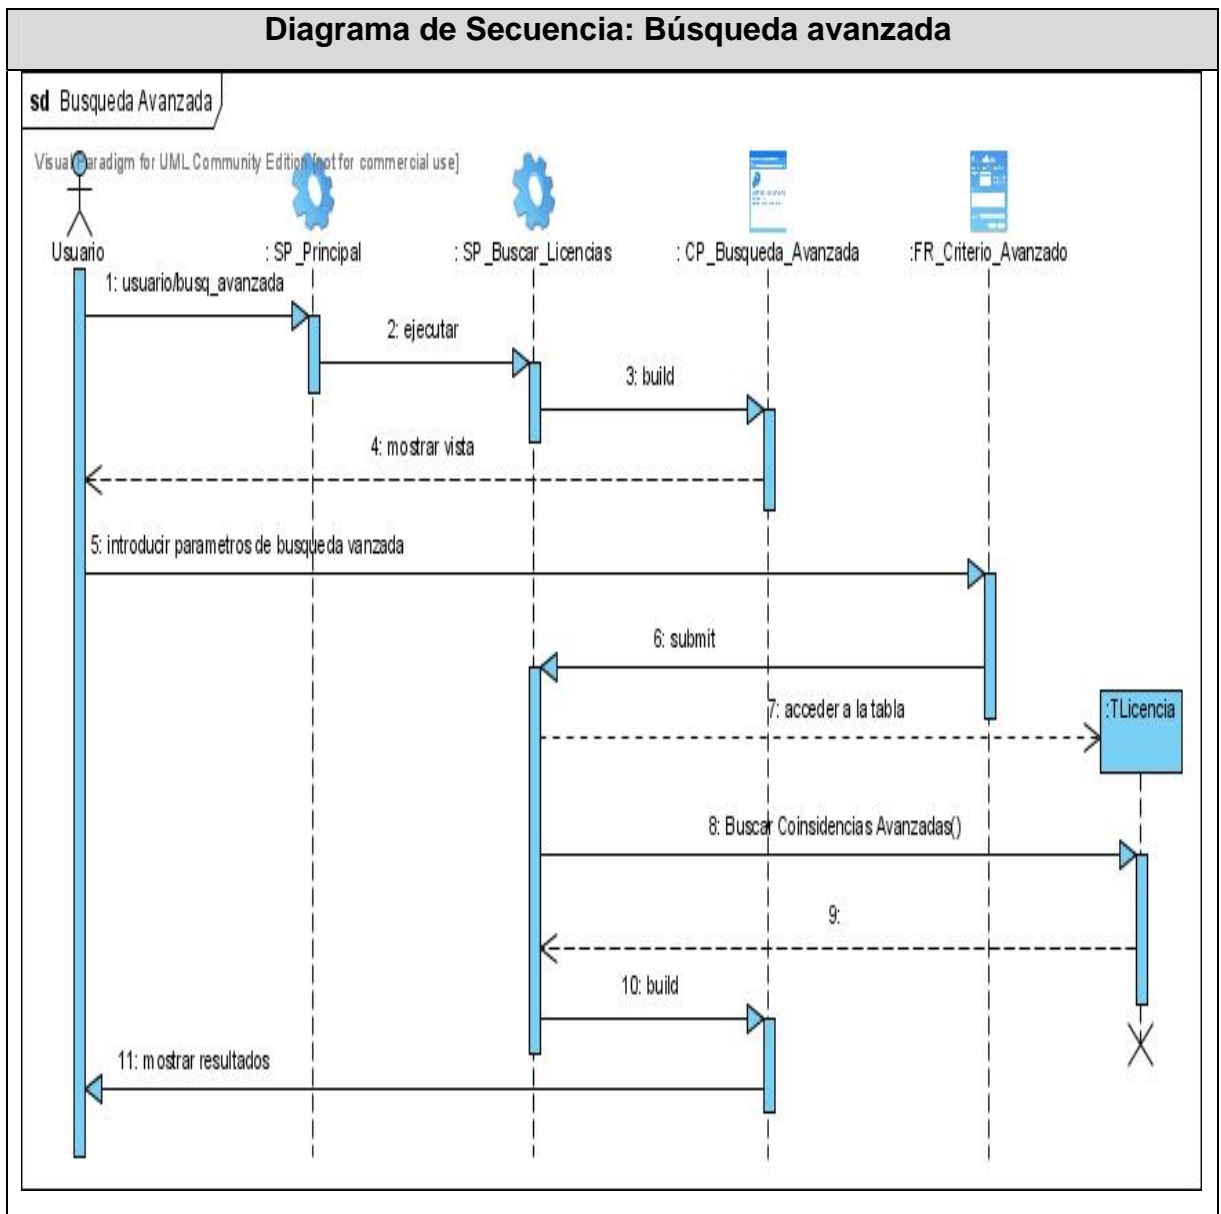 Diagrama de Secuencia: Búsqueda avanzada
sd Busqueda Avanzada
Visual Paradigm for UML Community Edition [not for commercial use]
Usuario
: SP_Principal
: SP_Buscar_Licencias
: CP_Busqueda_Avanzada
:FR_Criterio_Avanzado
1: usuario/busq_avanzada
2: ejecutar
3: build
4: mostrar vista
5: introducir parametros de busqueda vanzada
6: submit
7: acceder a la tabla
:TLicencia
8: Buscar Coinsidencias Avanzadas()
9:
10: build
11: mostrar resultados